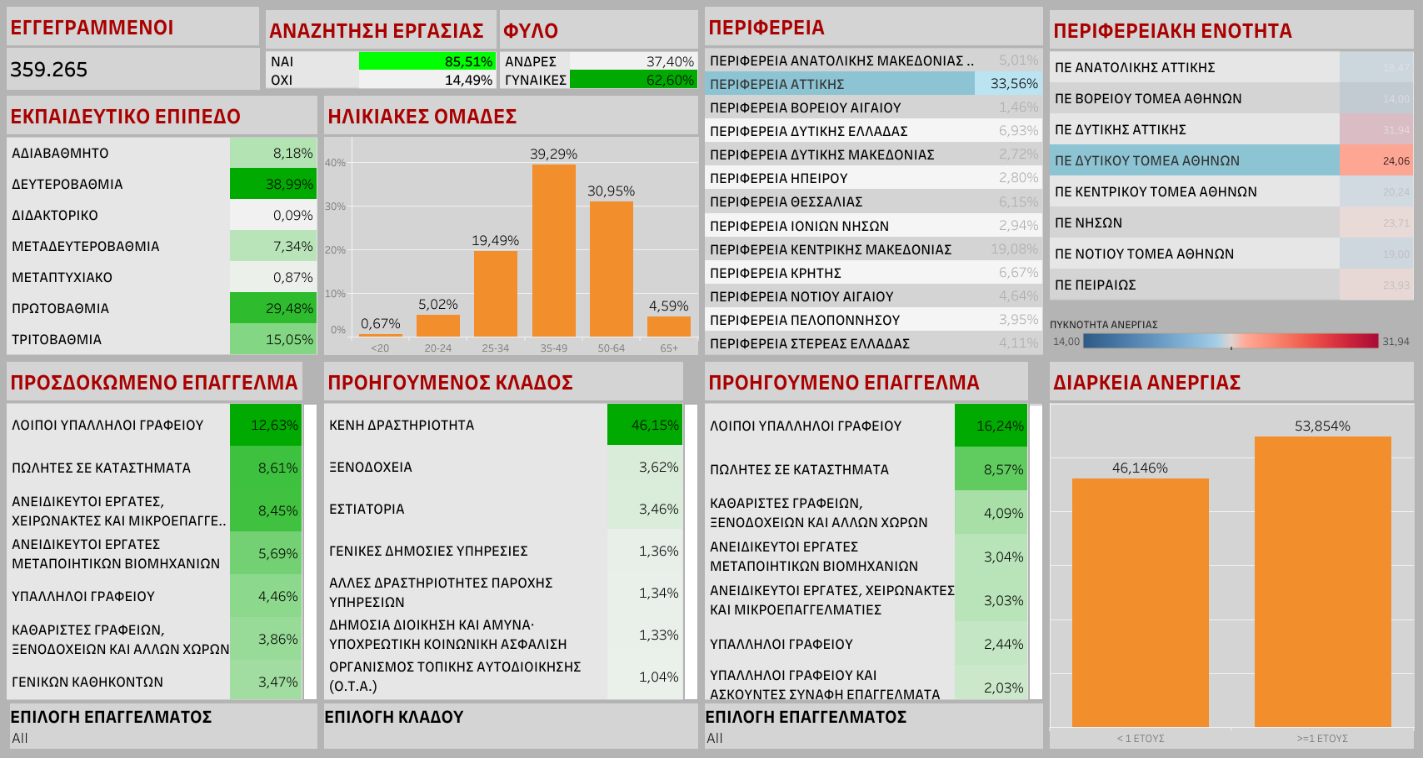 ΕΓΓΕΓΡΑΜΜΕΝΟΙ
359.265
ΑΝΑΖΗΤΗΣΗ ΕΡΓΑΣΙΑΣ
ΝΑΙ 85,51%
ΟΧΙ 14,49%
ΦΥΛΟ
ΑΝΔΡΕΣ 37,40%
ΓΥΝΑΙΚΕΣ 62,60%
ΕΚΠΑΙΔΕΥΤΙΚΟ ΕΠΙΠΕΔΟ
ΑΔΙΑΒΑΘΜΗΤΟ 8,18%
ΔΕΥΤΕΡΟΒΑΘΜΙΑ 38,99%
ΔΙΔΑΚΤΟΡΙΚΟ 0,09%
ΜΕΤΑΔΕΥΤΕΡΟΒΑΘΜΙΑ 7,34%
ΜΕΤΑΠΤΥΧΙΑΚΟ 0,87%
ΠΡΩΤΟΒΑΘΜΙΑ 29,48%
ΤΡΙΤΟΒΑΘΜΙΑ 15,05%
ΗΛΙΚΙΑΚΕΣ ΟΜΑΔΕΣ
40%
30%
20%
10%
0%
0,67%
5,02%
19,49%
39,29%
30,95%
4,59%
<20 20-24 25-34 35-49 50-64 65+
ΠΕΡΙΦΕΡΕΙΑ
ΠΕΡΙΦΕΡΕΙΑ ΑΝΑΤΟΛΙΚΗΣ ΜΑΚΕΔΟΝΙΑΣ .. 5,01%
ΠΕΡΙΦΕΡΕΙΑ ΑΤΤΙΚΗΣ 33,56%
ΠΕΡΙΦΕΡΕΙΑ ΒΟΡΕΙΟΥ ΑΙΓΑΙΟΥ 1,46%
ΠΕΡΙΦΕΡΕΙΑ ΔΥΤΙΚΗΣ ΕΛΛΑΔΑΣ 6,93%
ΠΕΡΙΦΕΡΕΙΑ ΔΥΤΙΚΗΣ ΜΑΚΕΔΟΝΙΑΣ 2,72%
ΠΕΡΙΦΕΡΕΙΑ ΗΠΕΙΡΟΥ 2,80%
ΠΕΡΙΦΕΡΕΙΑ ΘΕΣΣΑΛΙΑΣ 6,15%
ΠΕΡΙΦΕΡΕΙΑ ΙΟΝΙΩΝ ΝΗΣΩΝ 2,94%
ΠΕΡΙΦΕΡΕΙΑ ΚΕΝΤΡΙΚΗΣ ΜΑΚΕΔΟΝΙΑΣ 19,08%
ΠΕΡΙΦΕΡΕΙΑ ΚΡΗΤΗΣ 6,67%
ΠΕΡΙΦΕΡΕΙΑ ΝΟΤΙΟΥ ΑΙΓΑΙΟΥ 4,64%
ΠΕΡΙΦΕΡΕΙΑ ΠΕΛΟΠΟΝΝΗΣΟΥ 3,95%
ΠΕΡΙΦΕΡΕΙΑ ΣΤΕΡΕΑΣ ΕΛΛΑΔΑΣ 4,11%
ΠΕΡΙΦΕΡΕΙΑΚΗ ΕΝΟΤΗΤΑ
ΠΕ ΑΝΑΤΟΛΙΚΗΣ ΑΤΤΙΚΗΣ
ΠΕ ΒΟΡΕΙΟΥ ΤΟΜΕΑ ΑΘΗΝΩΝ 14,00
ΠΕ ΔΥΤΙΚΗΣ ΑΤΤΙΚΗΣ 31,94
ΠΕ ΔΥΤΙΚΟΥ ΤΟΜΕΑ ΑΘΗΝΩΝ 24,06
ΠΕ ΚΕΝΤΡΙΚΟΥ ΤΟΜΕΑ ΑΘΗΝΩΝ 20,24
ΠΕ ΝΗΣΩΝ 23,71
ΠΕ ΝΟΤΙΟΥ ΤΟΜΕΑ ΑΘΗΝΩΝ 19,00
ΠΕ ΠΕΙΡΑΙΩΣ 23,93
ΠΥΚΝΟΤΗΤΑ ΑΝΕΡΓΙΑΣ
14,00 31,94
ΠΡΟΣΔΟΚΩΜΕΝΟ ΕΠΑΓΓΕΛΜΑ
ΛΟΙΠΟΙ ΥΠΑΛΛΗΛΟΙ ΓΡΑΦΕΙΟΥ 12,63%
ΠΩΛΗΤΕΣ ΣΕ ΚΑΤΑΣΤΗΜΑΤΑ 8,61%
ΑΝΕΙΔΙΚΕΥΤΟΙ ΕΡΓΑΤΕΣ,
ΧΕΙΡΩΝΑΚΤΕΣ ΚΑΙ ΜΙΚΡΟΕΠΑΓΓΕ.. 8,45%
ΑΝΕΙΔΙΚΕΥΤΟΙ ΕΡΓΑΤΕΣ
ΜΕΤΑΠΟΙΗΤΙΚΩΝ ΒΙΟΜΗΧΑΝΙΩΝ 5,69%
ΥΠΑΛΛΗΛΟΙ ΓΡΑΦΕΙΟΥ 4,46%
ΚΑΘΑΡΙΣΤΕΣ ΓΡΑΦΕΙΩΝ,
ΞΕΝΟΔΟΧΕΙΩΝ ΚΑΙ ΑΛΛΩΝ ΧΩΡΩΝ 3,86%
ΓΕΝΙΚΩΝ ΚΑΘΗΚΟΝΤΩΝ 3,47%
ΕΠΙΛΟΓΗ ΕΠΑΓΓΕΛΜΑΤΟΣ
All
ΠΡΟΗΓΟΥΜΕΝΟΣ ΚΛΑΔΟΣ
ΚΕΝΗ ΔΡΑΣΤΗΡΙΟΤΗΤΑ 46,15%
ΞΕΝΟΔΟΧΕΙΑ 3,62%
ΕΣΤΙΑΤΟΡΙΑ 3,46%
ΓΕΝΙΚΕΣ ΔΗΜΟΣΙΕΣ ΥΠΗΡΕΣΙΕΣ 1,36%
ΑΛΛΕΣ ΔΡΑΣΤΗΡΙΟΤΗΤΕΣ ΠΑΡΟΧΗΣ
ΥΠΗΡΕΣΙΩΝ 1,34%
ΔΗΜΟΣΙΑ ΔΙΟΙΚΗΣΗ ΚΑΙ ΑΜΥΝΑ·
ΥΠΟΧΡΕΩΤΙΚΗ ΚΟΙΝΩΝΙΚΗ ΑΣΦΑΛΙΣΗ 1,33%
ΟΡΓΑΝΙΣΜΟΣ ΤΟΠΙΚΗΣ ΑΥΤΟΔΙΟΙΚΗΣΗΣ
(Ο.Τ.Α.) 1,04%
ΕΠΙΛΟΓΗ ΚΛΑΔΟΥ
ΠΡΟΗΓΟΥΜΕΝΟ ΕΠΑΓΓΕΛΜΑ
ΛΟΙΠΟΙ ΥΠΑΛΛΗΛΟΙ ΓΡΑΦΕΙΟΥ 16,24%
ΠΩΛΗΤΕΣ ΣΕ ΚΑΤΑΣΤΗΜΑΤΑ 8,57%
ΚΑΘΑΡΙΣΤΕΣ ΓΡΑΦΕΙΩΝ,
ΞΕΝΟΔΟΧΕΙΩΝ ΚΑΙ ΑΛΛΩΝ ΧΩΡΩΝ 4,09%
ΑΝΕΙΔΙΚΕΥΤΟΙ ΕΡΓΑΤΕΣ
ΜΕΤΑΠΟΙΗΤΙΚΩΝ ΒΙΟΜΗΧΑΝΙΩΝ 3,04%
ΑΝΕΙΔΙΚΕΥΤΟΙ ΕΡΓΑΤΕΣ, ΧΕΙΡΩΝΑΚΤΕΣ
ΚΑΙ ΜΙΚΡΟΕΠΑΓΓΕΛΜΑΤΙΕΣ 3,03%
ΥΠΑΛΛΗΛΟΙ ΓΡΑΦΕΙΟΥ 2,44%
ΥΠΑΛΛΗΛΟΙ ΓΡΑΦΕΙΟΥ ΚΑΙ
ΑΣΚΟΥΝΤΕΣ ΣΥΝΑΦΗ ΕΠΑΓΓΕΛΜΑΤΑ 2,03%
ΕΠΙΛΟΓΗ ΕΠΑΓΓΕΛΜΑΤΟΣ
All
ΔΙΑΡΚΕΙΑ ΑΝΕΡΓΙΑΣ
46,146%
53,854%
< 1 ΕΤΟΥΣ >=1 ΕΤΟΥΣ